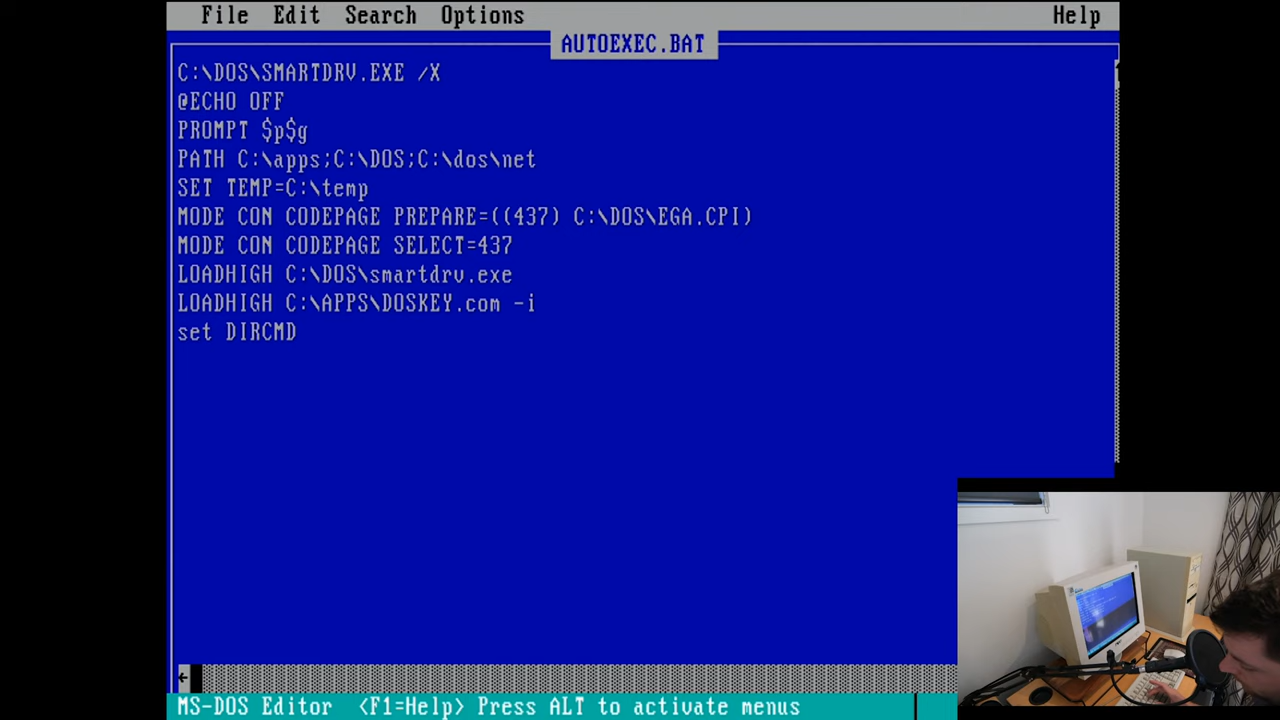 File Edit Search Options Help
AUTOEXEC.BAT
C:\DOS\SMARTDRV.EXE /X
@ECHO OFF
PROMPT $p$g
PATH C:\apps;C:\DOS;C:\dos\net
SET TEMP=C:\temp
MODE CON CODEPAGE PREPARE=((437) C:\DOS\EGA.CPI)
MODE CON CODEPAGE SELECT=437
LOADHIGH C:\DOS\smartdrv.exe
LOADHIGH C:\APPS\DOSKEY.com -i
set DIRCMD
MS-DOS Editor <F1=Help> Press ALT to activate menus